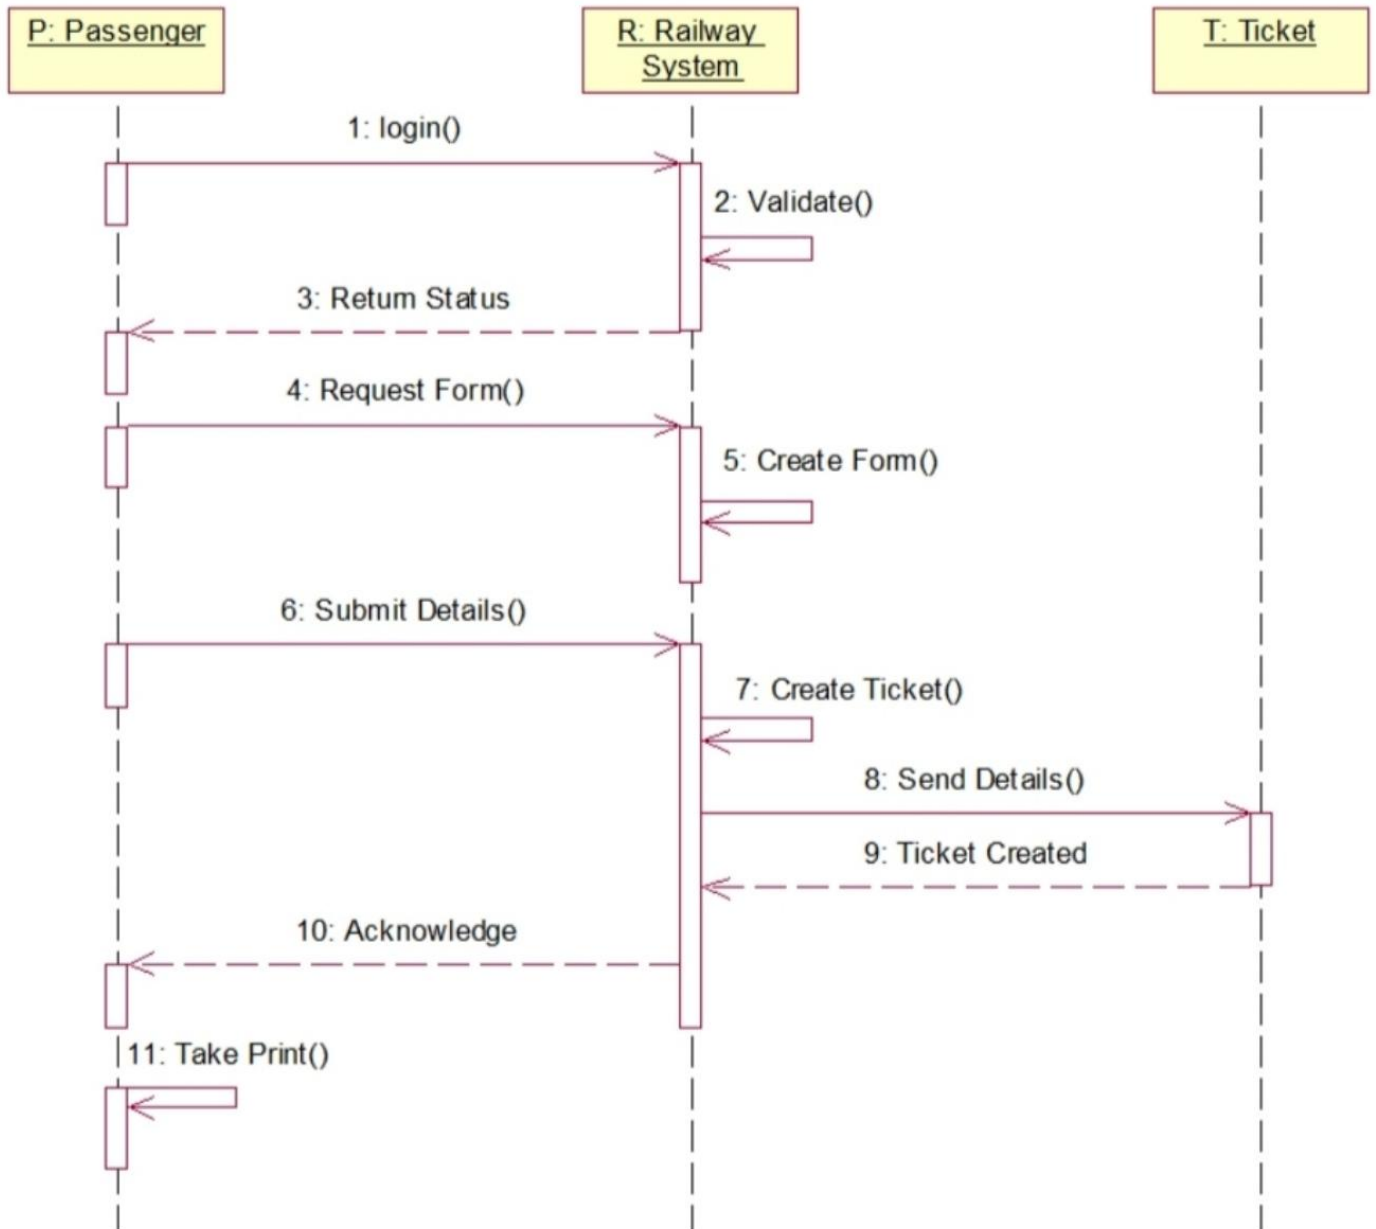 P: Passenger
R: Railway
System
T: Ticket
1: login()
2: Validate()
3: Return Status
4: Request Form()
5: Create Form()
6: Submit Details()
7: Create Ticket()
8: Send Details()
9: Ticket Created
10: Acknowledge
11: Take Print()